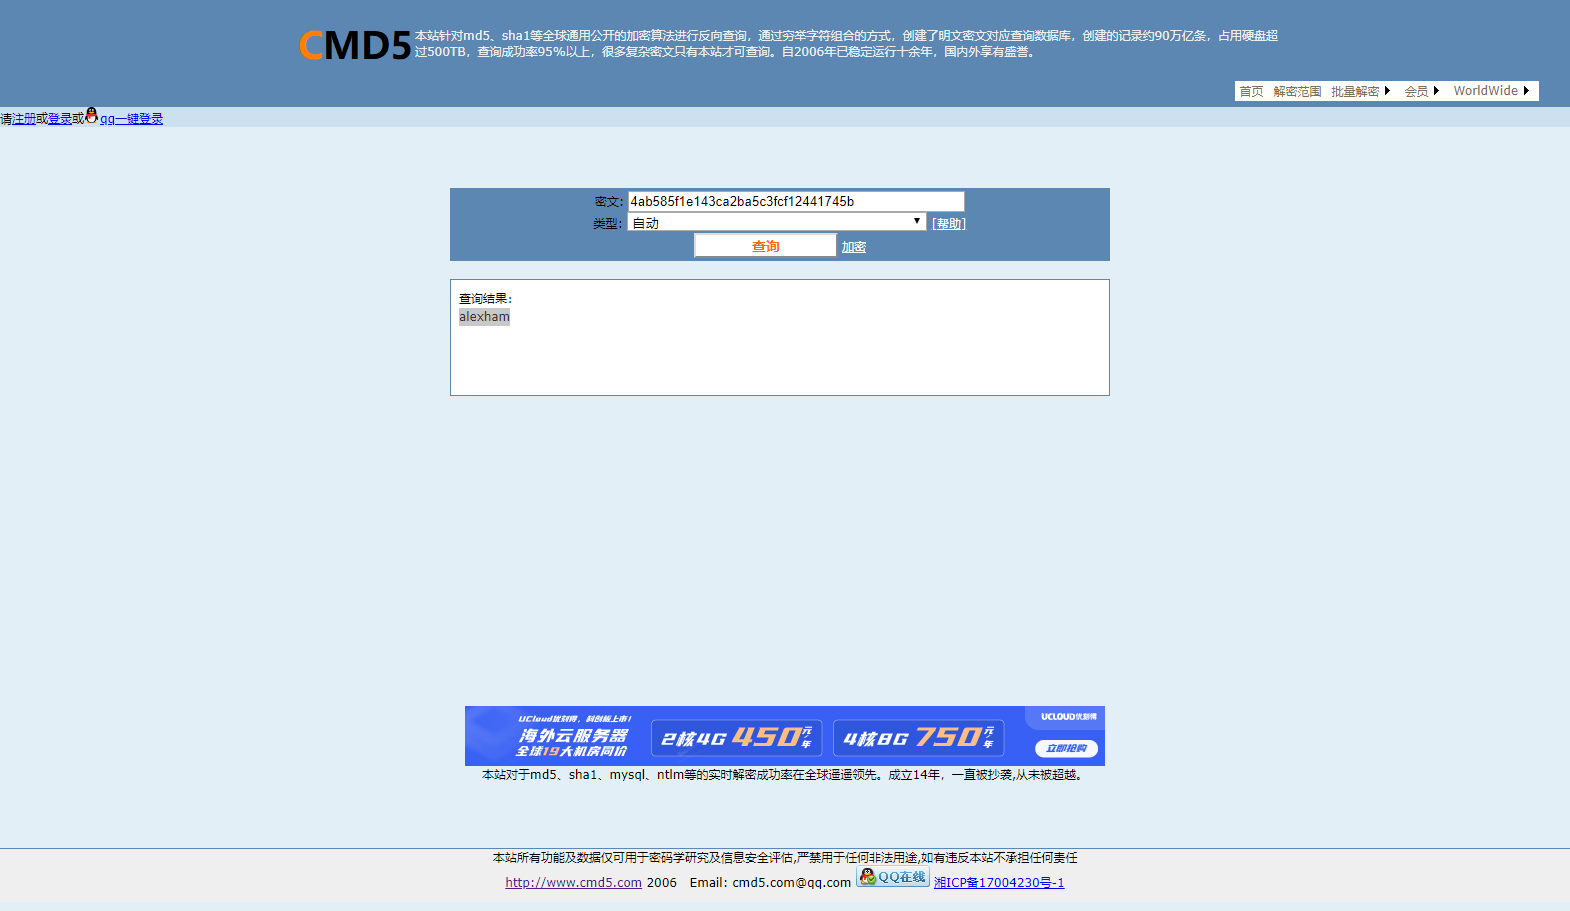 CMD5
本站针对md5、sha1等全球通用公开的加密算法进行反向查询，通过穷举字符组合的方式，创建了明文密文对应查询数据库，创建的记录约90万亿条，占用硬盘超
过500TB，查询成功率95%以上，很多复杂密文只有本站才可查询。自2006年已稳定运行十余年，国内外享有盛誉。
首页 解密范围 批量解密 会员 WorldWide
请注册或登录或qq一键登录
密文: 4ab585f1e143ca2ba5c3fcf12441745b
类型: 自动 [帮助]
查询 加密
查询结果:
alexham
UCloud优刻得，科创板上市!
海外云服务器
全球19大机房同价
2核4G 450元/年 4核8G 750元/年
UCLOUD优刻得
立即抢购
本站对于md5、sha1、mysql、ntlm等的实时解密成功率在全球遥遥领先。成立14年，一直被抄袭,从未被超越。
本站所有功能及数据仅可用于密码学研究及信息安全评估,严禁用于任何非法用途,如有违反本站不承担任何责任
http://www.cmd5.com 2006 Email: cmd5.com@qq.com QQ在线 湘ICP备17004230号-1